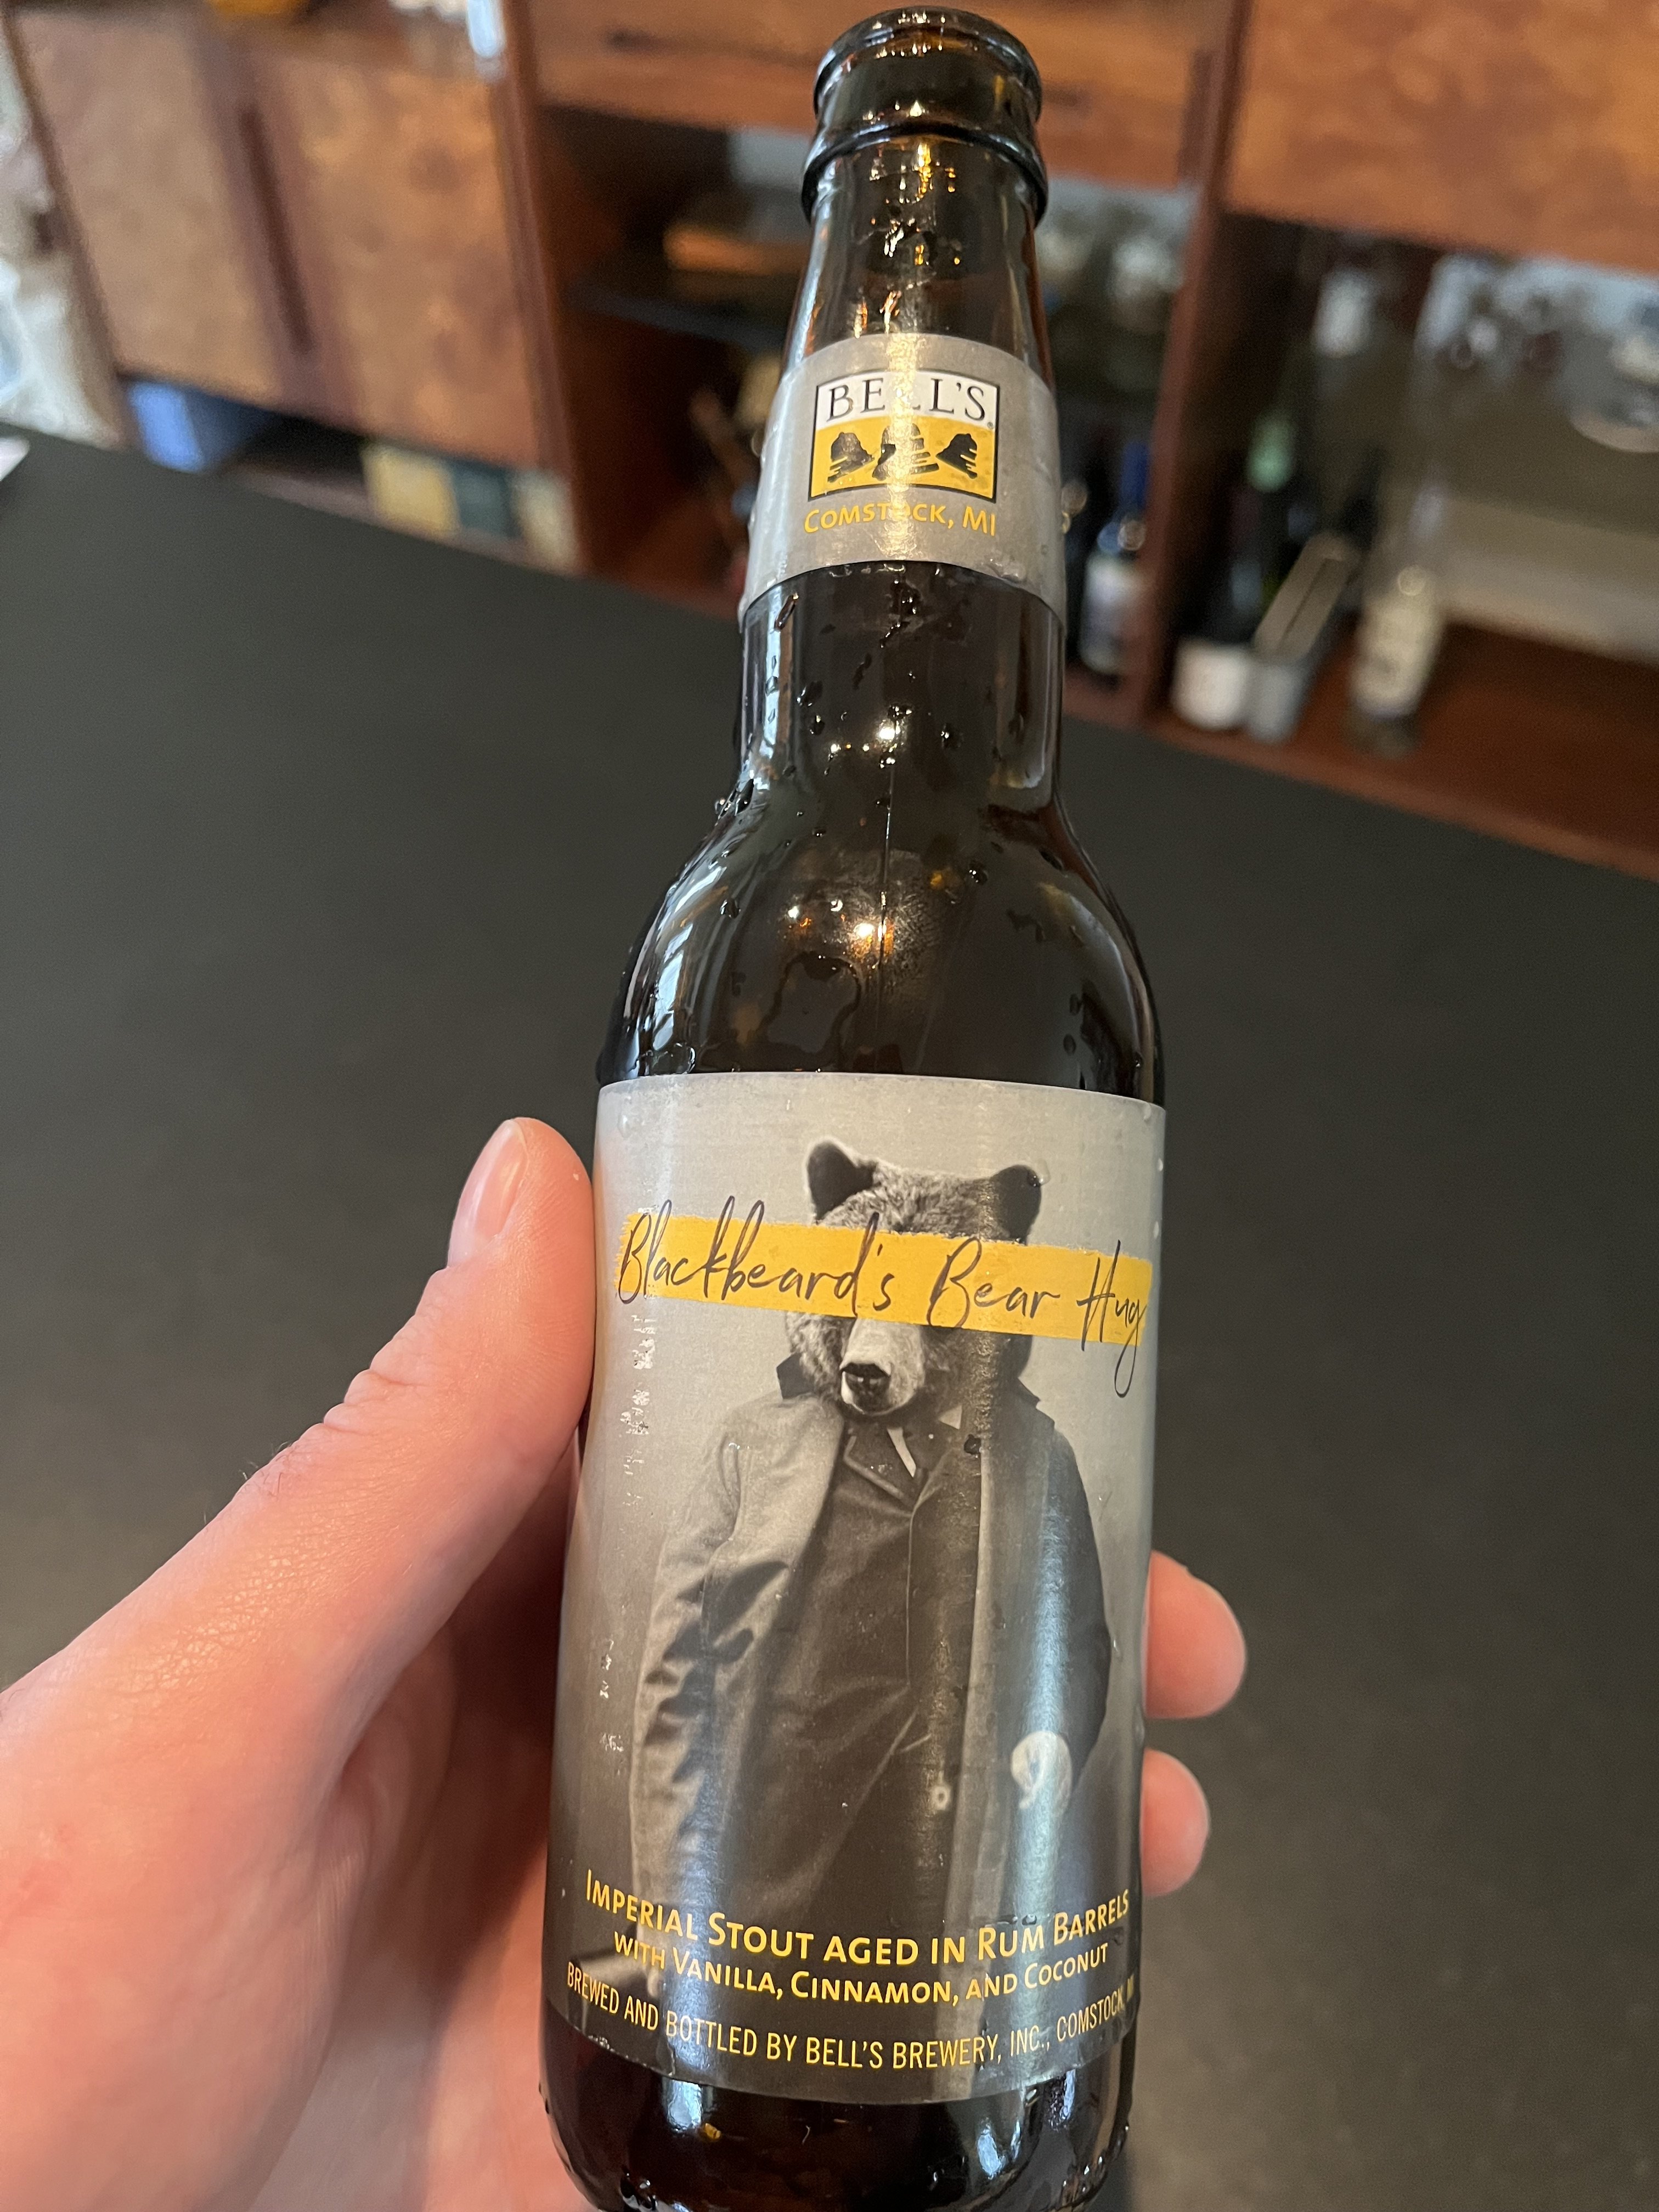 BELL'S
COMSTOCK, MI
Blackbeard's Bear Hug
IMPERIAL STOUT AGED IN RUM BARRELS
WITH VANILLA, CINNAMON, AND COCONUT
BREWED AND BOTTLED BY BELL'S BREWERY, INC., COMSTOCK, MI